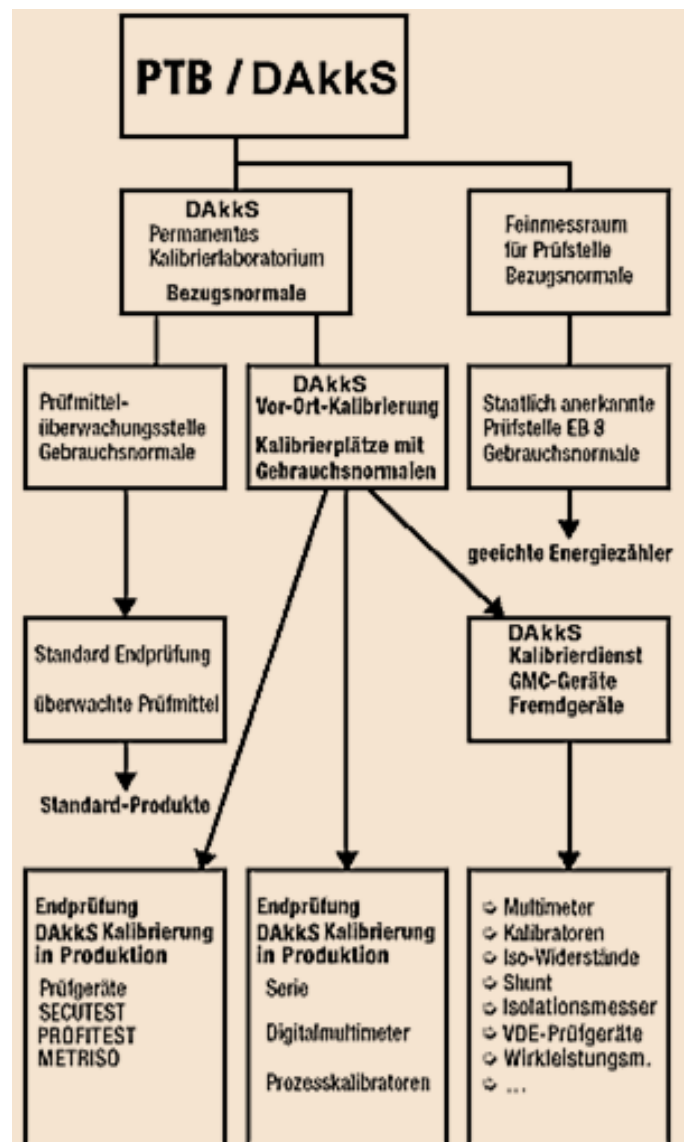 PTB / DAkkS
DAkkS
Permanentes
Kalibrierlaboratorium
Bezugsnormale
Feinmessraum
für Prüfstelle
Bezugsnormale
Prüfmittel-
überwachungsstelle
Gebrauchsnormale
DAkkS
Vor-Ort-Kalibrierung
Kalibrierplätze mit
Gebrauchsnormalen
Staatlich anerkannte
Prüfstelle EB 8
Gebrauchsnormale
geeichte Energiezähler
Standard Endprüfung
überwachte Prüfmittel
DAkkS
Kalibrierdienst
GMC-Geräte
Fremdgeräte
Standard-Produkte
Endprüfung
DAkkS Kalibrierung
in Produktion
Prüfgeräte
SECUTEST
PROFITEST
METRISO
Endprüfung
DAkkS Kalibrierung
in Produktion
Serie
Digitalmultimeter
Prozesskalibratoren
➭ Multimeter
➭ Kalibratoren
➭ Iso-Widerstände
➭ Shunt
➭ Isolationsmesser
➭ VDE-Prüfgeräte
➭ Wirkleistungsm.
➭ ...